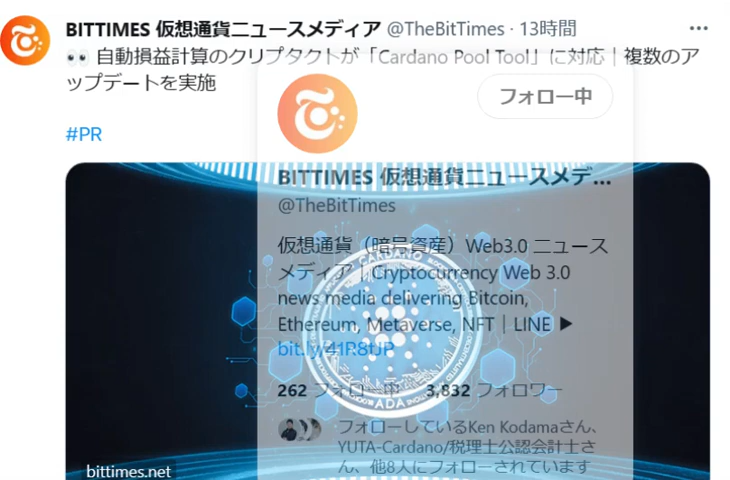 BITTIMES 仮想通貨ニュースメディア @TheBitTimes · 13時間
👀 自動損益計算のクリプタクトが「Cardano Pool Tool」に対応｜複数のア
ップデートを実施
#PR
フォロー中
BITTIMES 仮想通貨ニュースメデ...
@TheBitTimes
仮想通貨（暗号資産）Web3.0 ニュース
メディア｜Cryptocurrency Web 3.0
news media delivering Bitcoin,
Ethereum, Metaverse, NFT｜LINE ▶
262 フォロー中 3,832 フォロワー
フォローしているKen Kodamaさん、
YUTA-Cardano/税理士公認会計士さ
ん、他8人にフォローされています
CARDANO
ADA
bittimes.net